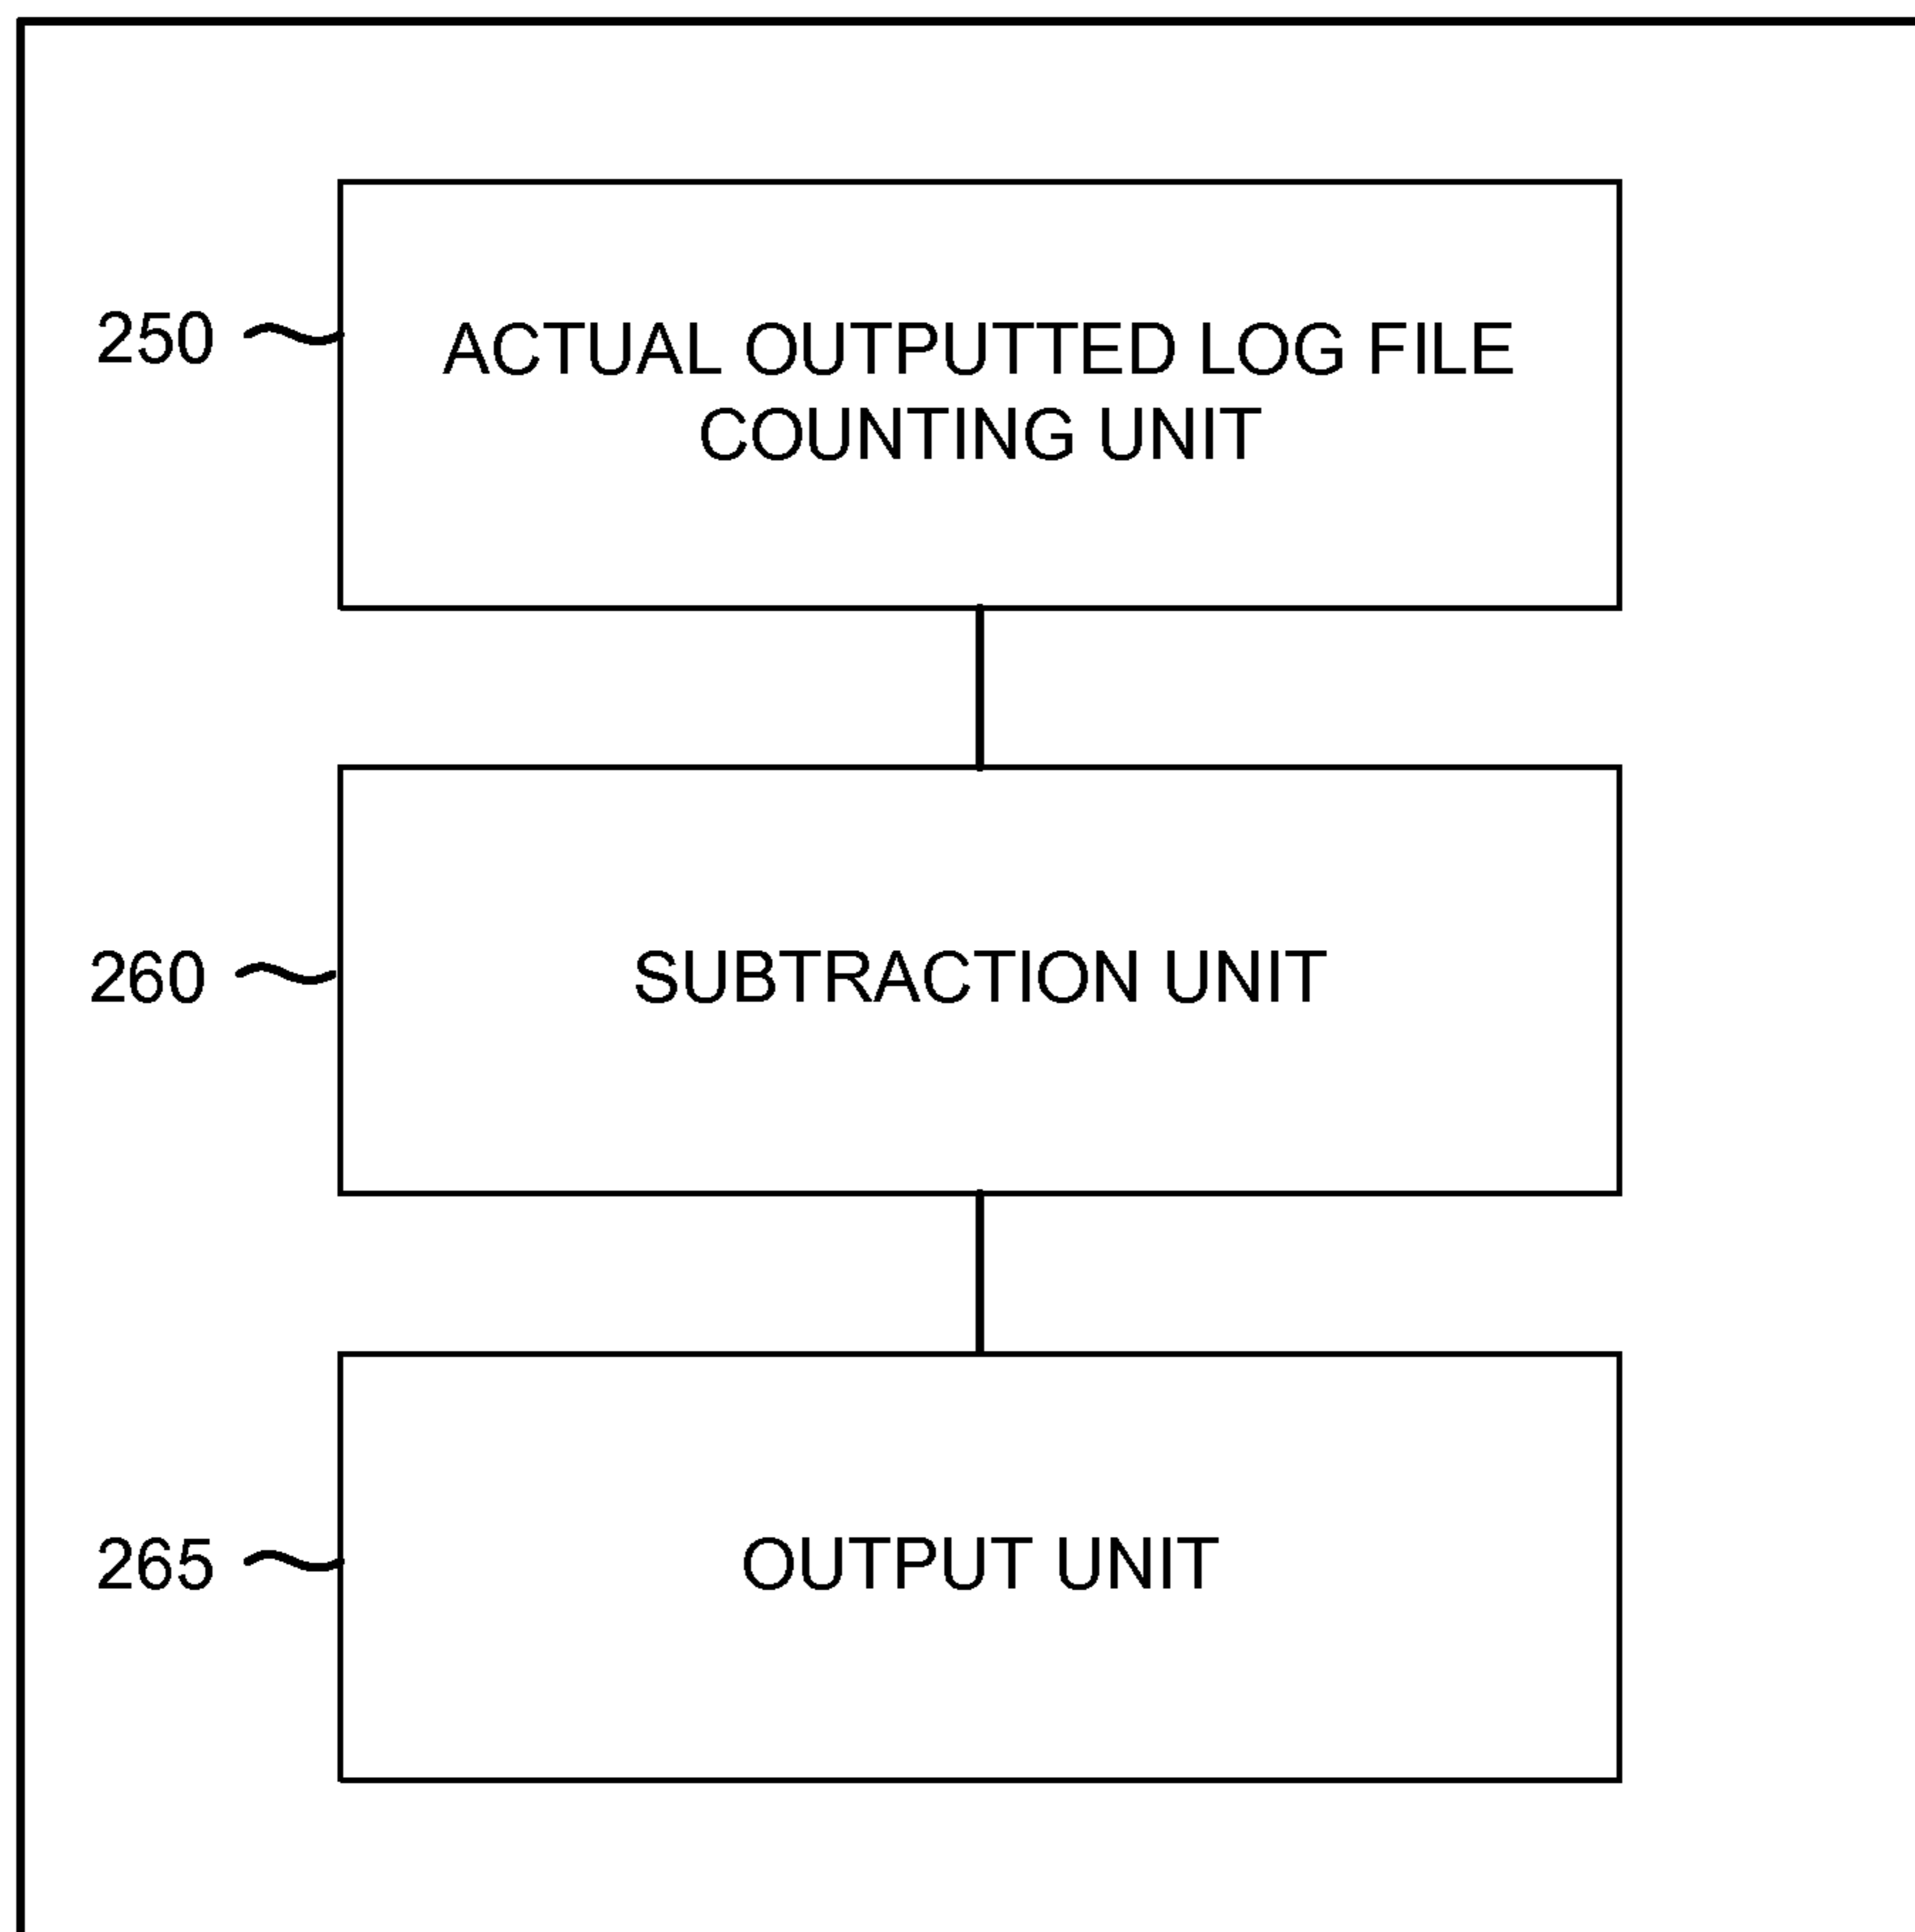 250
ACTUAL OUTPUTTED LOG FILE
COUNTING UNIT
260
SUBTRACTION UNIT
265
OUTPUT UNIT